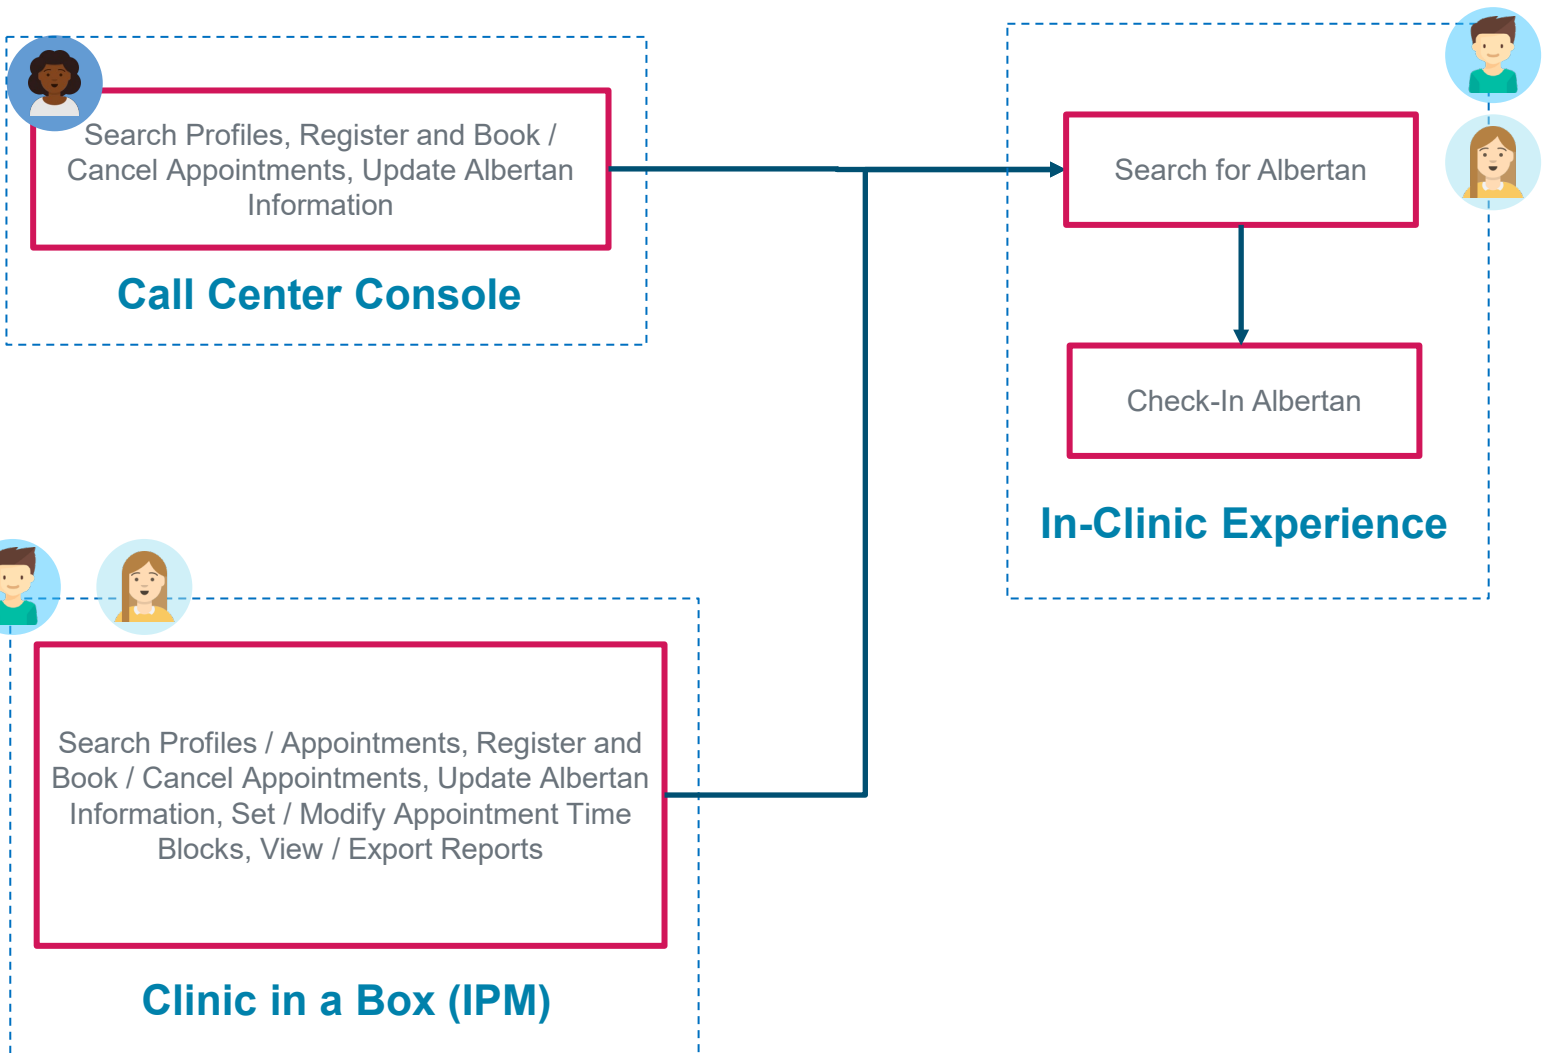 Search Profiles, Register and Book /
Cancel Appointments, Update Albertan
Information
Call Center Console
Search for Albertan
Check-In Albertan
In-Clinic Experience
Search Profiles / Appointments, Register and
Book / Cancel Appointments, Update Albertan
Information, Set / Modify Appointment Time
Blocks, View / Export Reports
Clinic in a Box (IPM)